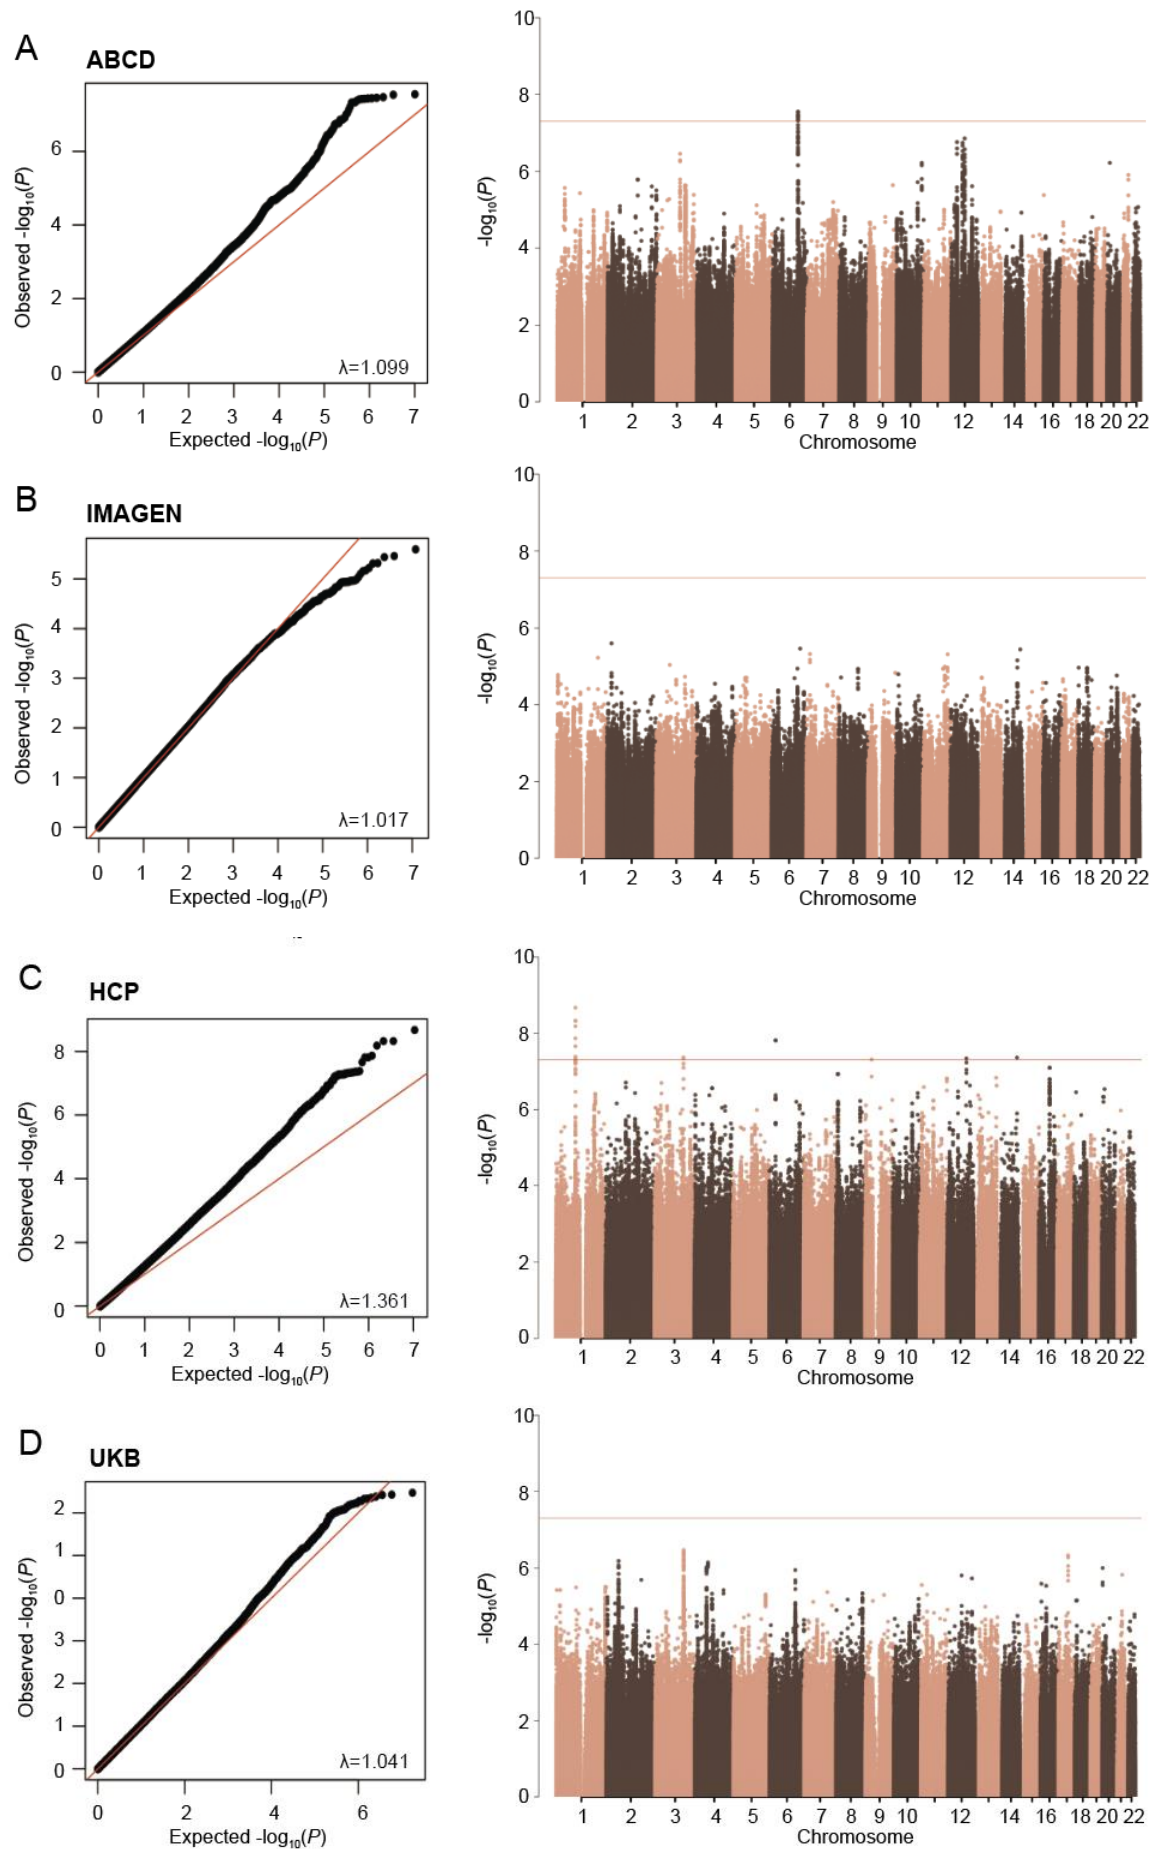 A
ABCD
Observed -log10(P)
6
4
2
0
λ=1.099
0 1 2 3 4 5 6 7
Expected -log10(P)
-log10(P)
10
8
6
4
2
0
1 2 3 4 5 6 7 8 9 10 12 14 16 18 20 22
Chromosome
B
IMAGEN
Observed -log10(P)
5
4
3
2
1
0
λ=1.017
0 1 2 3 4 5 6 7
Expected -log10(P)
-log10(P)
10
8
6
4
2
0
1 2 3 4 5 6 7 8 9 10 12 14 16 18 20 22
Chromosome
C
HCP
Observed -log10(P)
8
6
4
2
0
λ=1.361
0 1 2 3 4 5 6 7
Expected -log10(P)
-log10(P)
10
8
6
4
2
0
1 2 3 4 5 6 7 8 9 10 12 14 16 18 20 22
Chromosome
D
UKB
Observed -log10(P)
2
1
0
3
2
1
0
λ=1.041
0 2 4 6
Expected -log10(P)
-log10(P)
10
8
6
4
2
0
1 2 3 4 5 6 7 8 9 10 12 14 16 18 20 22
Chromosome